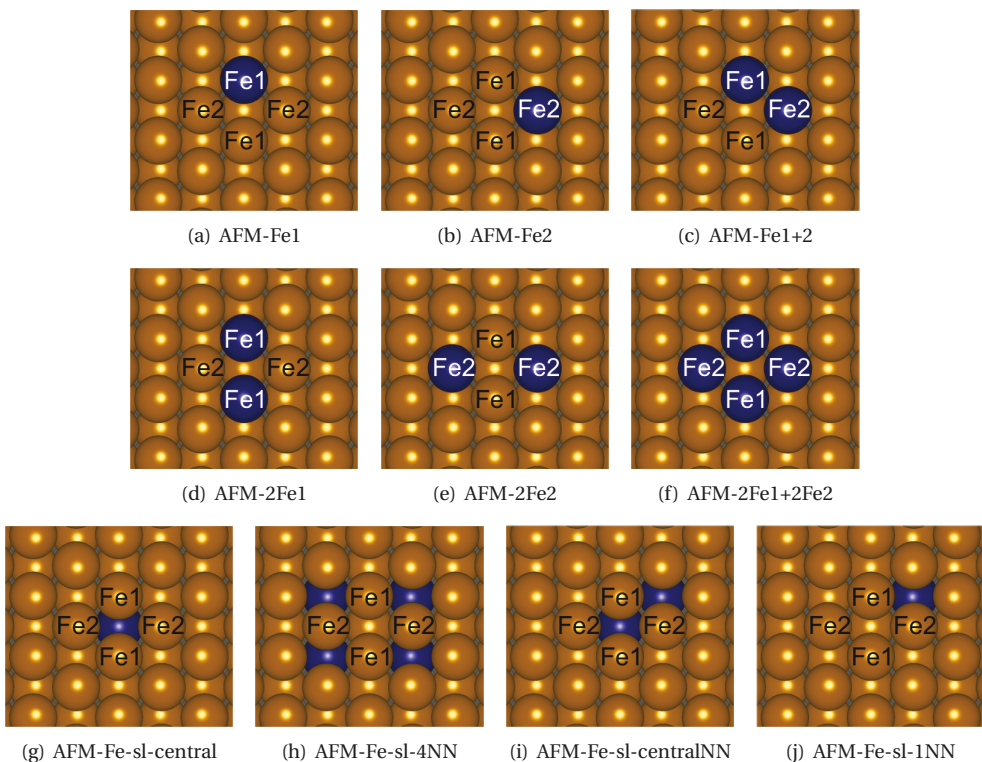 Fe1
Fe2 Fe2
Fe1
(a) AFM-Fe1
Fe1
Fe2 Fe2
Fe1
(b) AFM-Fe2
Fe1
Fe2 Fe2
Fe1
(c) AFM-Fe1+2
Fe1
Fe2 Fe2
Fe1
(d) AFM-2Fe1
Fe1
Fe2 Fe2
Fe1
(e) AFM-2Fe2
Fe1
Fe2 Fe2
Fe1
(f) AFM-2Fe1+2Fe2
Fe1
Fe2 Fe2
Fe1
(g) AFM-Fe-sl-central
Fe1
Fe2 Fe2
Fe1
(h) AFM-Fe-sl-4NN
Fe1
Fe2 Fe2
Fe1
(i) AFM-Fe-sl-centralNN
Fe1
Fe2 Fe2
Fe1
(j) AFM-Fe-sl-1NN